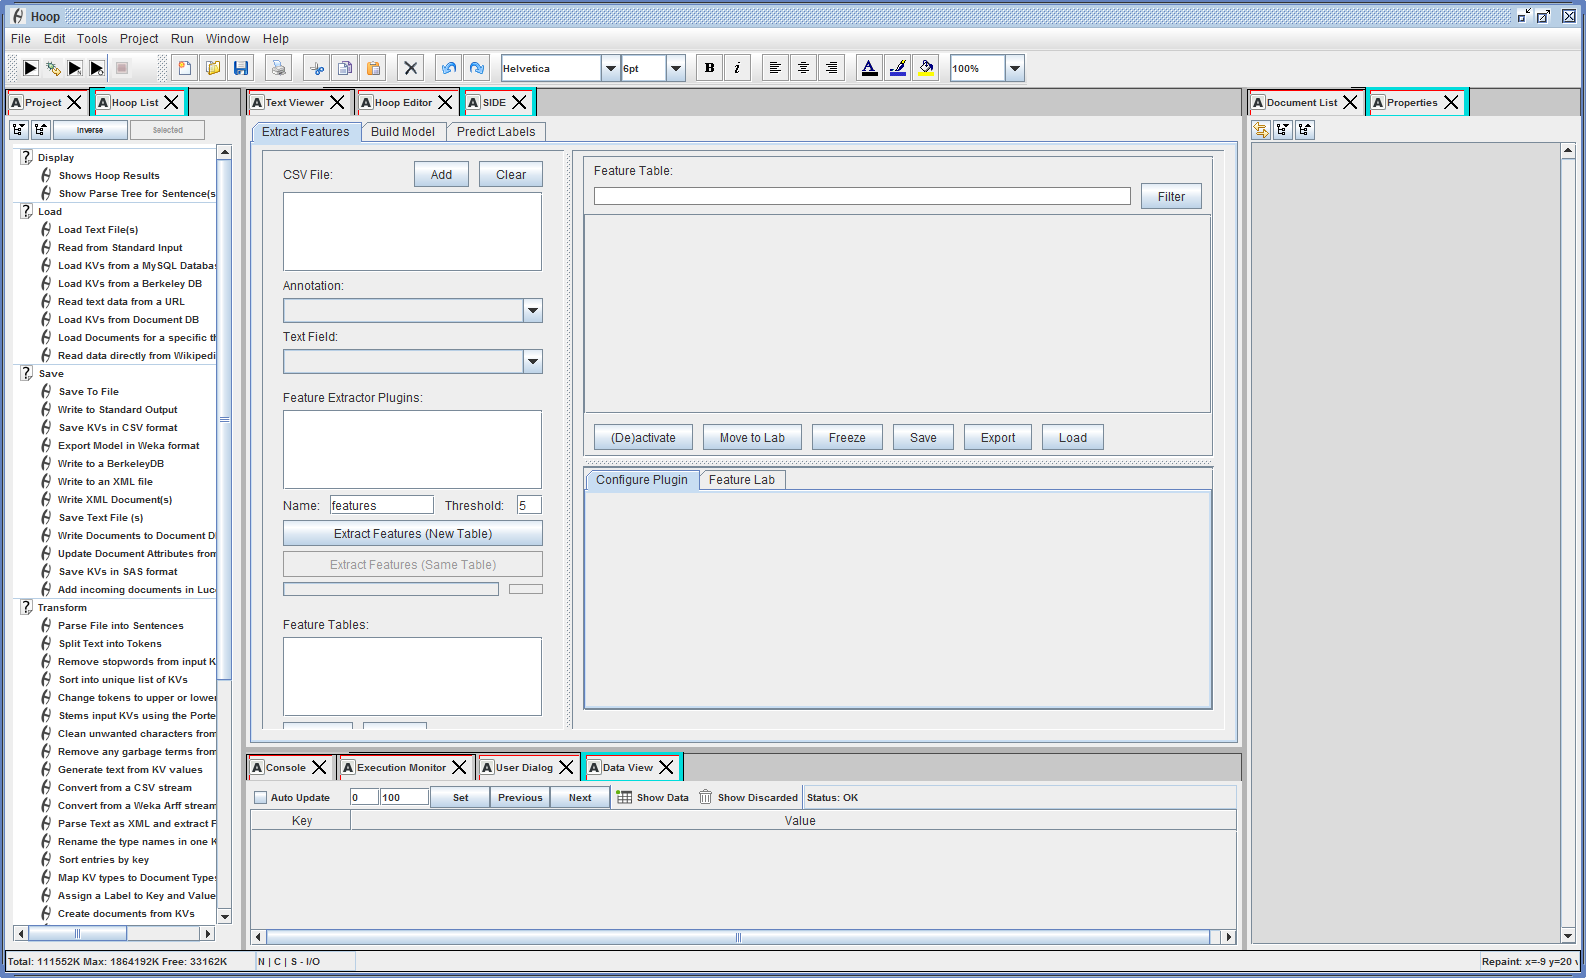 Hoop
File Edit Tools Project Run Window Help
Helvetica 6pt B i A 100%
A Project A Hoop List
Inverse Selected
Display
Shows Hoop Results
Show Parse Tree for Sentence(s
Load
Load Text File(s)
Read from Standard Input
Load KVs from a MySQL Databa
Load KVs from a Berkeley DB
Read text data from a URL
Load KVs from Document DB
Load Documents for a specific th
Read data directly from Wikipedi
Save
Save To File
Write to Standard Output
Save KVs in CSV format
Export Model in Weka format
Write to a BerkeleyDB
Write to an XML file
Write XML Document(s)
Save Text File (s)
Write Documents to Document D
Update Document Attributes from
Save KVs in SAS format
Add incoming documents in Luc
Transform
Parse File into Sentences
Split Text into Tokens
Remove stopwords from input K
Sort into unique list of KVs
Change tokens to upper or lower
Stems input KVs using the Porte
Clean unwanted characters from
Remove any garbage terms from
Generate text from KV values
Convert from a CSV stream
Convert from a Weka Arff stream
Parse Text as XML and extract F
Rename the type names in one K
Sort entries by key
Map KV types to Document Types
Assign a Label to Key and Value
Create documents from KVs
A Text Viewer A Hoop Editor A SIDE
Extract Features Build Model Predict Labels
CSV File: Add Clear
Annotation:
Text Field:
Feature Extractor Plugins:
Name: features Threshold: 5
Extract Features (New Table)
Extract Features (Same Table)
Feature Tables:
Feature Table:
Filter
(De)activate Move to Lab Freeze Save Export Load
Configure Plugin Feature Lab
A Console A Execution Monitor A User Dialog A Data View
Auto Update 0 100 Set Previous Next Show Data Show Discarded Status: OK
Key Value
A Document List A Properties
Total: 111552K Max: 1864192K Free: 33162K N | C | S - I/O Repaint: x=-9 y=20